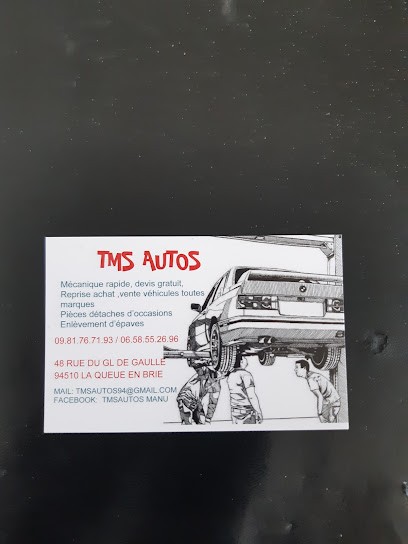 TMS AUTOS
Mécanique rapide, devis gratuit,
Reprise achat ,vente véhicules toutes
marques
Pièces détaches d'occasions
Enlèvement d'épaves
09.81.76.71.93 / 06.58.55.26.96
48 RUE DU GL DE GAULLE
94510 LA QUEUE EN BRIE
MAIL: TMSAUTOS94@GMAIL.COM
FACEBOOK: TMSAUTOS MANU